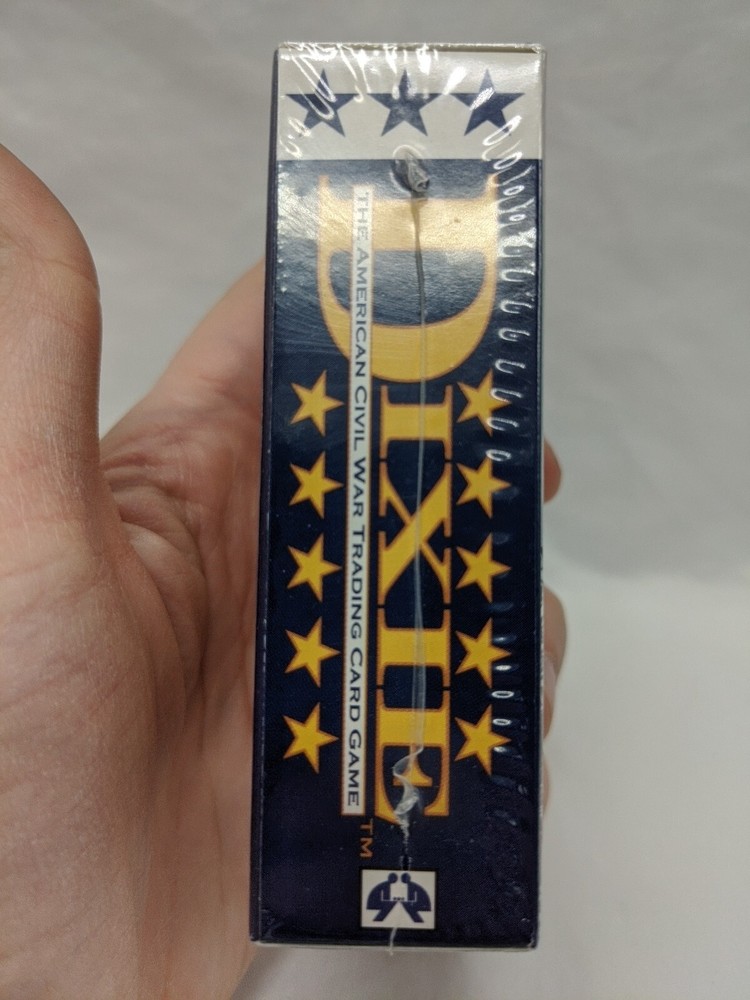 DIXIE
THE AMERICAN CIVIL WAR TRADING CARD GAME
TM